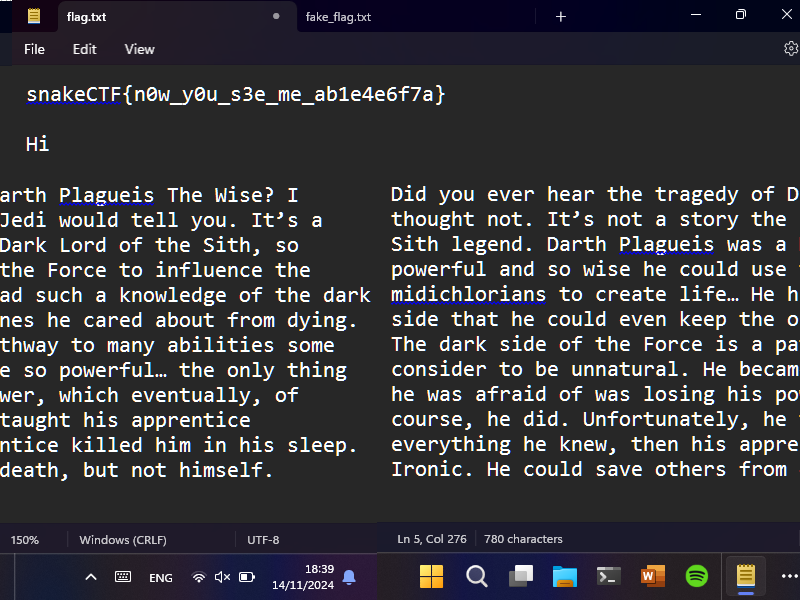 flag.txt
fake_flag.txt
File Edit View
snakeCTF{n0w_y0u_s3e_me_ab1e4e6f7a}
Hi
arth Plagueis The Wise? I
Jedi would tell you. It’s a
Dark Lord of the Sith, so
the Force to influence the
ad such a knowledge of the dark
nes he cared about from dying.
thway to many abilities some
e so powerful… the only thing
wer, which eventually, of
taught his apprentice
ntice killed him in his sleep.
death, but not himself.
Did you ever hear the tragedy of D
thought not. It’s not a story the
Sith legend. Darth Plagueis was a
powerful and so wise he could use
midichlorians to create life… He h
side that he could even keep the o
The dark side of the Force is a pa
consider to be unnatural. He becam
he was afraid of was losing his po
course, he did. Unfortunately, he
everything he knew, then his appre
Ironic. He could save others from
150% Windows (CRLF) UTF-8 Ln 5, Col 276 780 characters
ENG
18:39
14/11/2024